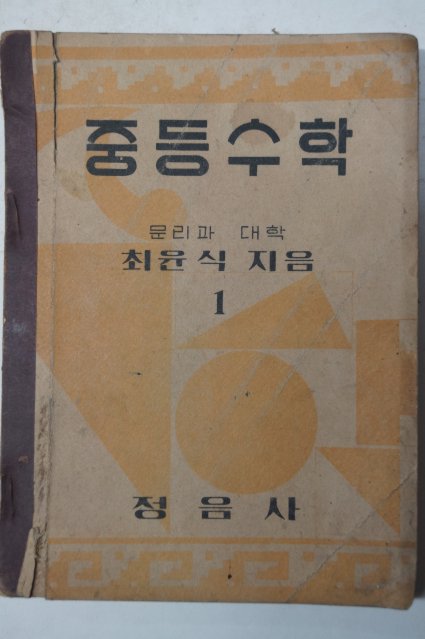 중등수학
문리과 대학
최윤식 지음
1
정음사